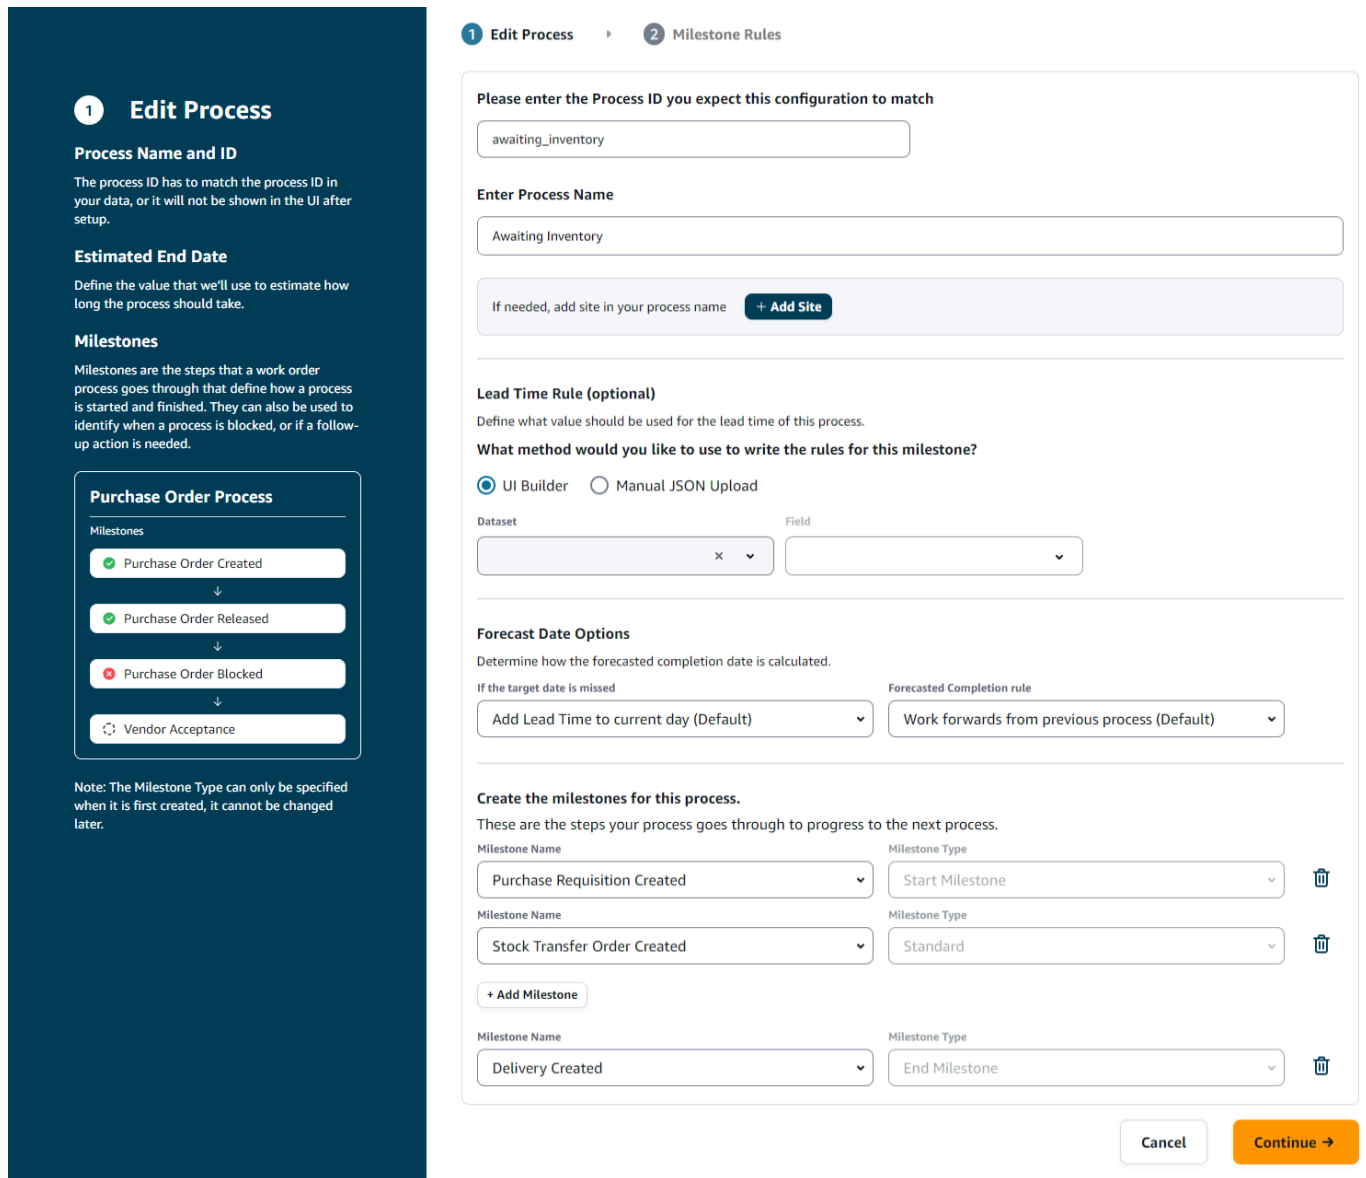 1 Edit Process
Process Name and ID
The process ID has to match the process ID in
your data, or it will not be shown in the UI after
setup.
Estimated End Date
Define the value that we'll use to estimate how
long the process should take.
Milestones
Milestones are the steps that a work order
process goes through that define how a process
is started and finished. They can also be used to
identify when a process is blocked, or if a follow-
up action is needed.
Purchase Order Process
Milestones
Purchase Order Created
Purchase Order Released
Purchase Order Blocked
Vendor Acceptance
Note: The Milestone Type can only be specified
when it is first created, it cannot be changed
later.
1 Edit Process 2 Milestone Rules
Please enter the Process ID you expect this configuration to match
awaiting_inventory
Enter Process Name
Awaiting Inventory
If needed, add site in your process name + Add Site
Lead Time Rule (optional)
Define what value should be used for the lead time of this process.
What method would you like to use to write the rules for this milestone?
UI Builder Manual JSON Upload
Dataset Field
Forecast Date Options
Determine how the forecasted completion date is calculated.
If the target date is missed Forecasted Completion rule
Add Lead Time to current day (Default) Work forwards from previous process (Default)
Create the milestones for this process.
These are the steps your process goes through to progress to the next process.
Milestone Name Milestone Type
Purchase Requisition Created Start Milestone
Milestone Name Milestone Type
Stock Transfer Order Created Standard
+ Add Milestone
Milestone Name Milestone Type
Delivery Created End Milestone
Cancel Continue →